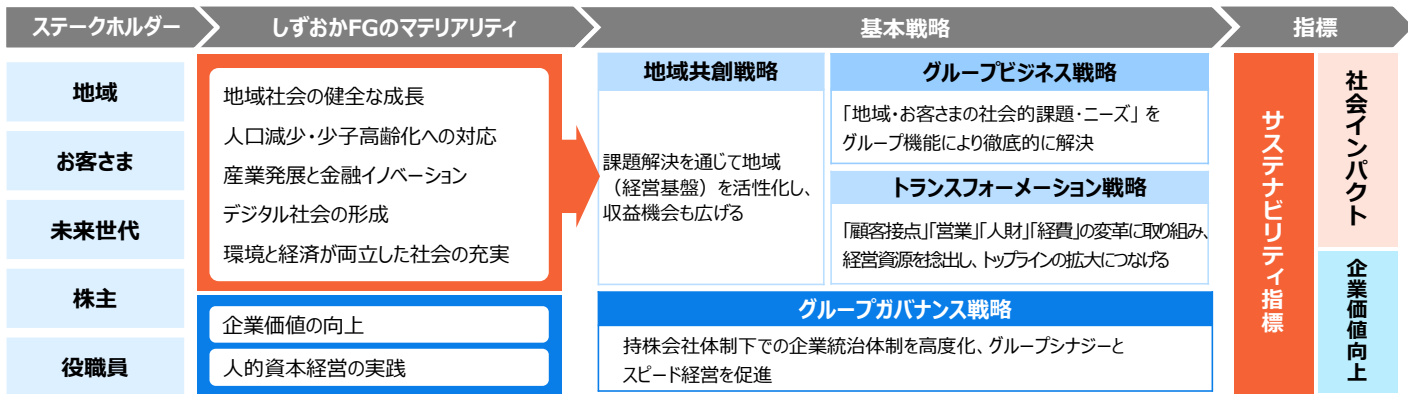 ステークホルダー
しずおかFGのマテリアリティ
基本戦略
指標
地域
お客さま
未来世代
株主
役職員
地域社会の健全な成長
人口減少・少子高齢化への対応
産業発展と金融イノベーション
デジタル社会の形成
環境と経済が両立した社会の充実
企業価値の向上
人的資本経営の実践
地域共創戦略
課題解決を通じて地域
（経営基盤）を活性化し、
収益機会も広げる
グループビジネス戦略
「地域・お客さまの社会的課題・ニーズ」を
グループ機能により徹底的に解決
トランスフォーメーション戦略
「顧客接点」「営業」「人財」「経費」の変革に取り組み、
経営資源を捻出し、トップラインの拡大につなげる
グループガバナンス戦略
持株会社体制下での企業統治体制を高度化、グループシナジーと
スピード経営を促進
サステナビリティ指標
社会インパクト
企業価値向上